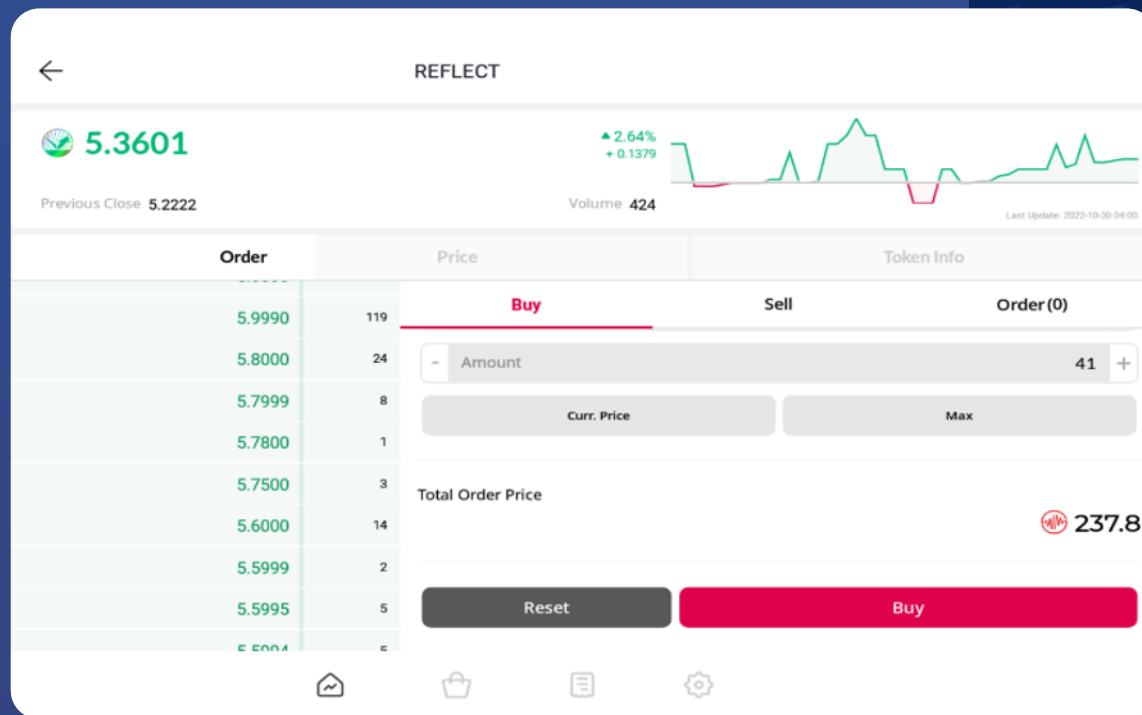 REFLECT
5.3601
2.64%
+ 0.1379
Previous Close 5.2222
Volume 424
Last Update: 2022-10-30 04:00
Order
Price
Token Info
5.9990 119
5.8000 24
5.7999 8
5.7800 1
5.7500 3
5.6000 14
5.5999 2
5.5995 5
Buy
Sell
Order(0)
- Amount 41 +
Curr. Price
Max
Total Order Price
237.8
Reset
Buy